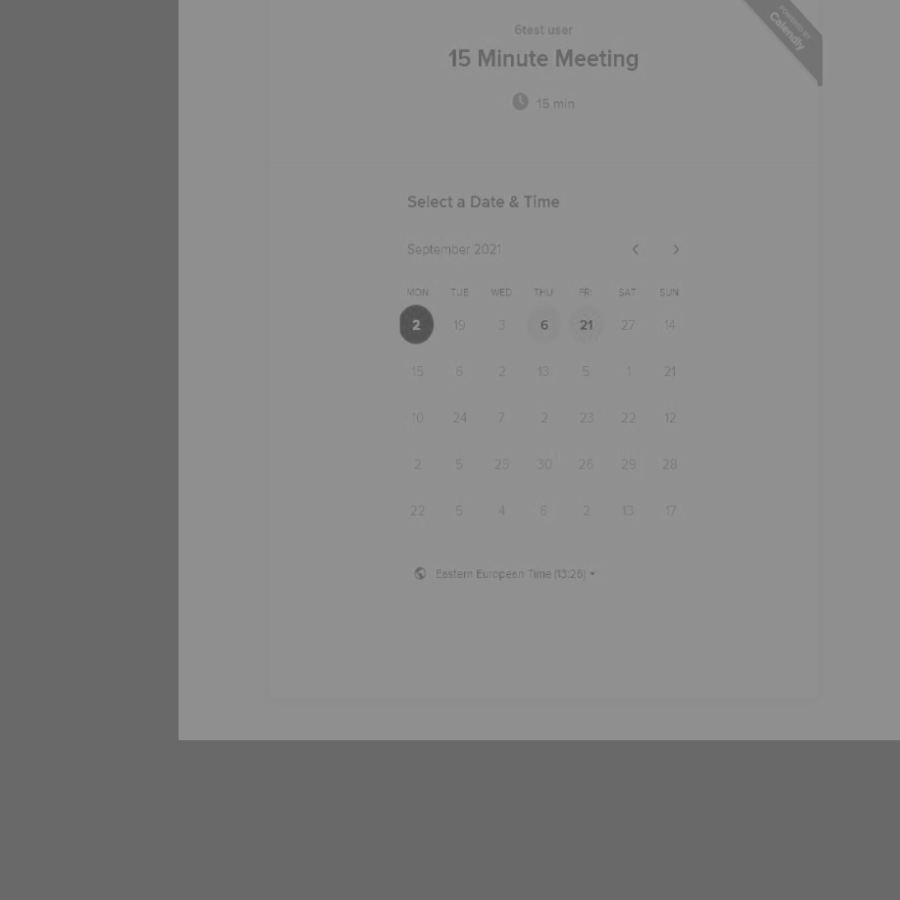 POWERED BY
Calendly
6test user
15 Minute Meeting
15 min
Select a Date & Time
September 2021
MON TUE WED THU FRI SAT SUN
2 19 3 6 21 27 14
15 6 2 13 5 1 21
10 24 7 2 23 22 12
2 5 25 30 26 29 28
22 5 4 6 2 13 17
Eastern European Time (13:26)